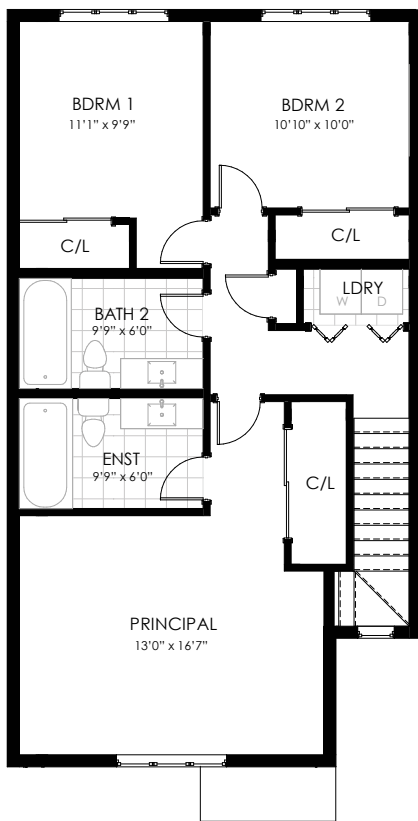 BDRM 1
11'1" x 9'9"
BDRM 2
10'10" x 10'0"
C/L
C/L
LDRY
W D
BATH 2
9'9" x 6'0"
ENST
9'9" x 6'0"
C/L
PRINCIPAL
13'0" x 16'7"